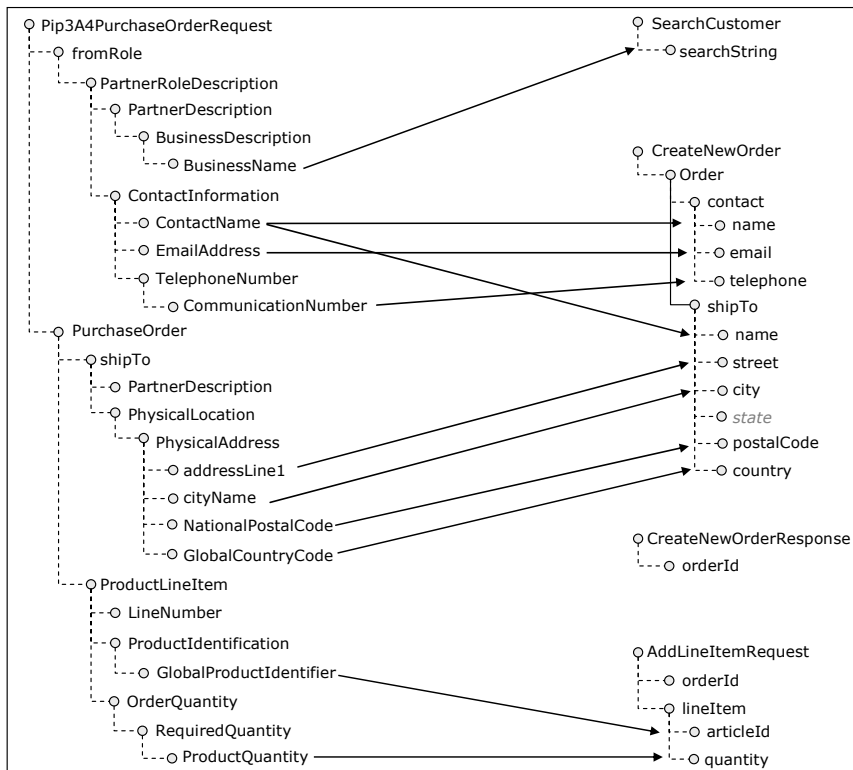 Pip3A4PurchaseOrderRequest
fromRole
PartnerRoleDescription
PartnerDescription
BusinessDescription
BusinessName
ContactInformation
ContactName
EmailAddress
TelephoneNumber
CommunicationNumber
PurchaseOrder
shipTo
PartnerDescription
PhysicalLocation
PhysicalAddress
addressLine1
cityName
NationalPostalCode
GlobalCountryCode
ProductLineItem
LineNumber
ProductIdentification
GlobalProductIdentifier
OrderQuantity
RequiredQuantity
ProductQuantity
SearchCustomer
searchString
CreateNewOrder
Order
contact
name
email
telephone
shipTo
name
street
city
state
postalCode
country
CreateNewOrderResponse
orderId
AddLineItemRequest
orderId
lineItem
articleId
quantity